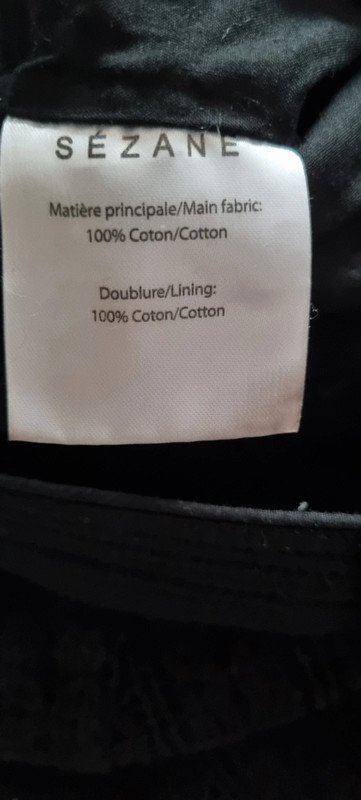 SÉZANE
Matière principale/Main fabric:
100% Coton/Cotton
Doublure/Lining:
100% Coton/Cotton